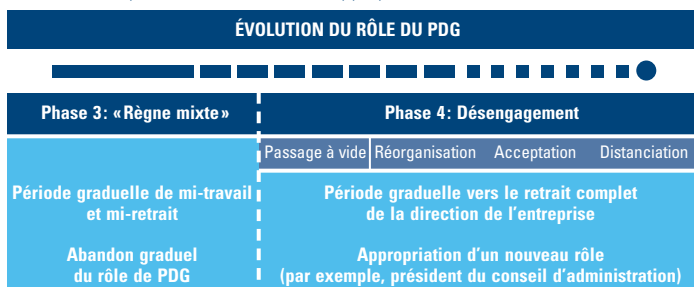 ÉVOLUTION DU RÔLE DU PDG
Phase 3: «Règne mixte»
Phase 4: Désengagement
Passage à vide Réorganisation Acceptation Distanciation
Période graduelle de mi-travail
et mi-retrait
Abandon graduel
du rôle de PDG
Période graduelle vers le retrait complet
de la direction de l'entreprise
Appropriation d'un nouveau rôle
(par exemple, président du conseil d'administration)